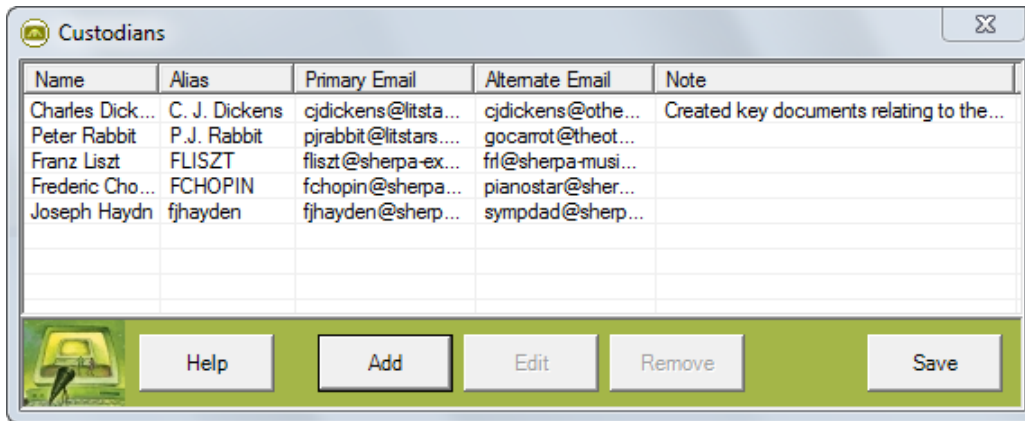 Custodians
Name Alias Primary Email Alternate Email Note
Charles Dick... C. J. Dickens cjdickens@litsta... cjdickens@othe... Created key documents relating to the...
Peter Rabbit P.J. Rabbit pjrabbit@litstars.... gocarrot@theot...
Franz Liszt FLISZT fliszt@sherpa-ex... frl@sherpa-musi...
Frederic Cho... FCHOPIN fchopin@sherpa... pianostar@sher...
Joseph Haydn fjhayden fjhayden@sherp... sympdad@sherp...
Help Add Edit Remove Save